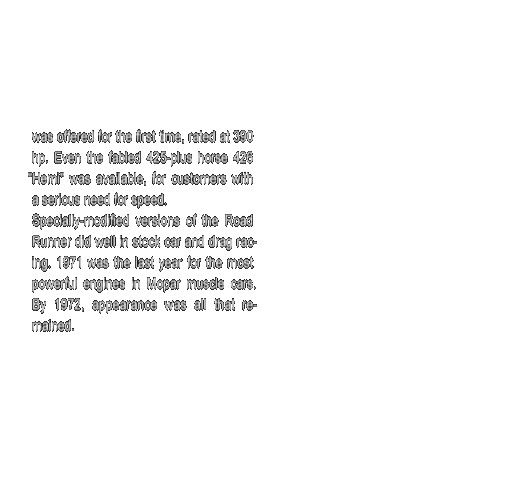 was offered for the first time, rated at 390
hp. Even the fabled 425-plus horse 426
"Hemi" was available, for customers with
a serious need for speed.
Specially-modified versions of the Road
Runner did well in stock car and drag rac-
ing. 1971 was the last year for the most
powerful engines in Mopar muscle cars.
By 1972, appearance was all that re-
mained.